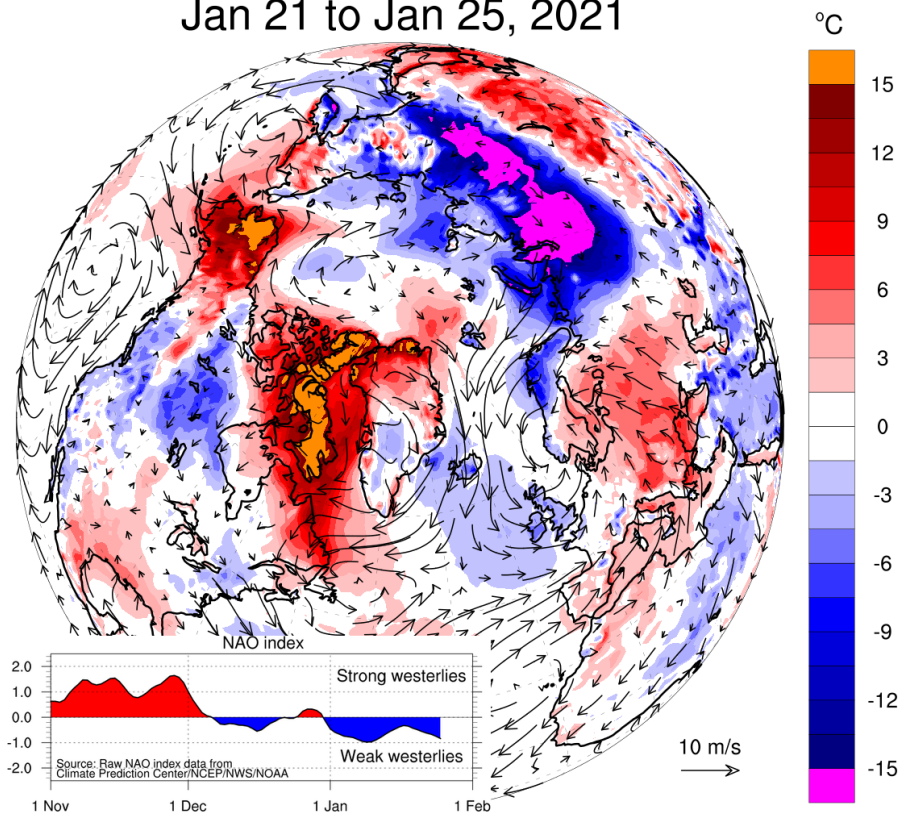 Jan 21 to Jan 25, 2021
°C
15
12
9
6
3
0
-3
-6
-9
-12
-15
10 m/s
NAO index
2.0
1.0
0.0
-1.0
-2.0
Strong westerlies
Weak westerlies
Source: Raw NAO index data from
Climate Prediction Center/NCEP/NWS/NOAA
1 Nov 1 Dec 1 Jan 1 Feb